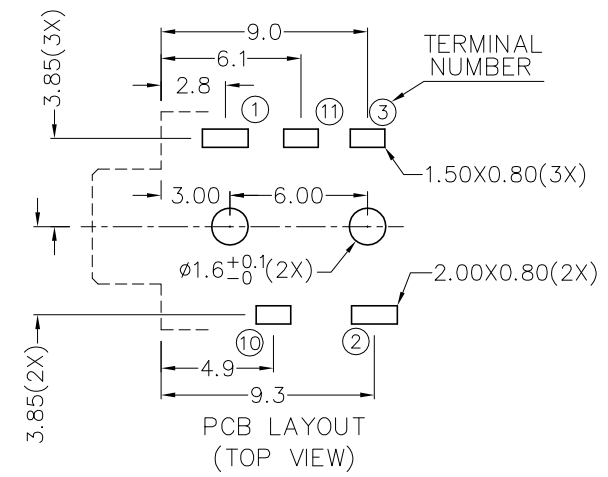 9.0
6.1
2.8
3.85(3X)
TERMINAL
NUMBER
1
11
3
1.50X0.80(3X)
3.00
6.00
ø1.6+0.1-0(2X)
2.00X0.80(2X)
10
2
3.85(2X)
4.9
9.3
PCB LAYOUT
(TOP VIEW)